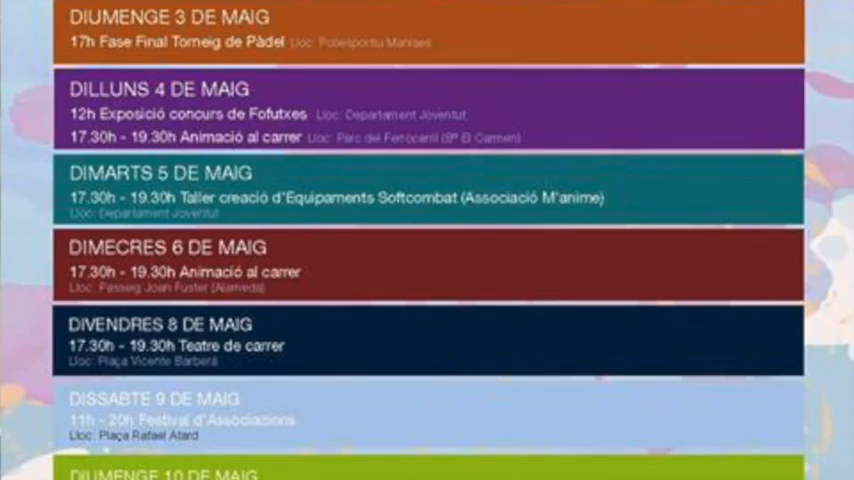 DIUMENGE 3 DE MAIG
17h Fase Final Torneig de Pàdel Lloc: Poliesportiu Manises
DILLUNS 4 DE MAIG
12h Exposició concurs de Fofutxes Lloc: Departament Joventut
17.30h - 19.30h Animació al carrer Lloc: Parc del Ferrocarril (Bº El Carmen)
DIMARTS 5 DE MAIG
17.30h - 19.30h Taller creació d'Equipaments Softcombat (Associació M'anime)
Lloc: Departament Joventut
DIMECRES 6 DE MAIG
17.30h - 19.30h Animació al carrer
Lloc: Passeig Joan Fuster (Alameda)
DIVENDRES 8 DE MAIG
17.30h - 19.30h Teatre de carrer
Lloc: Plaça Vicente Barberá
DISSABTE 9 DE MAIG
11h - 20h Festival d'Associacions
Lloc: Plaça Rafael Atard
DIUMENGE 10 DE MAIG